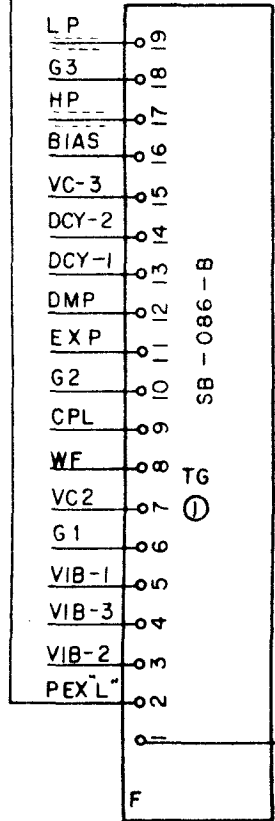 LP 19
G3 18
HP 17
BIAS 16
VC-3 15
DCY-2 14
DCY-1 13
DMP 12
EXP 11
G2 10
CPL 9
WF 8
VC2 7
G1 6
VIB-1 5
VIB-3 4
VIB-2 3
PEX"L" 2
1
SB-086-B
TG
①
F